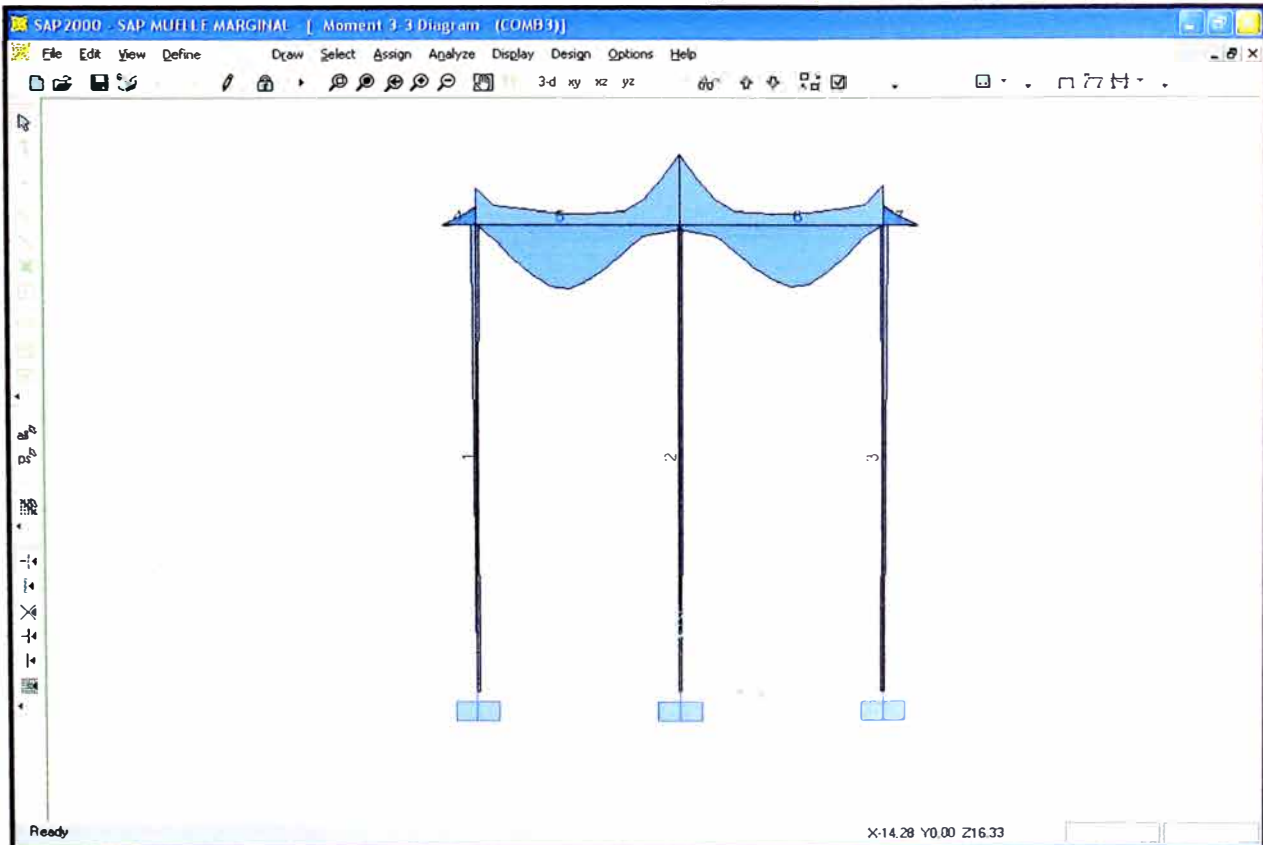 SAP2000 - SAP MUELLE MARGINAL - [ Moment 3-3 Diagram (COMB3)]
File Edit View Define Draw Select Assign Analyze Display Design Options Help
3-d xy xz yz
4 5 6 7
all
ps
1 2 3
Ready X-14.28 Y0.00 Z16.33